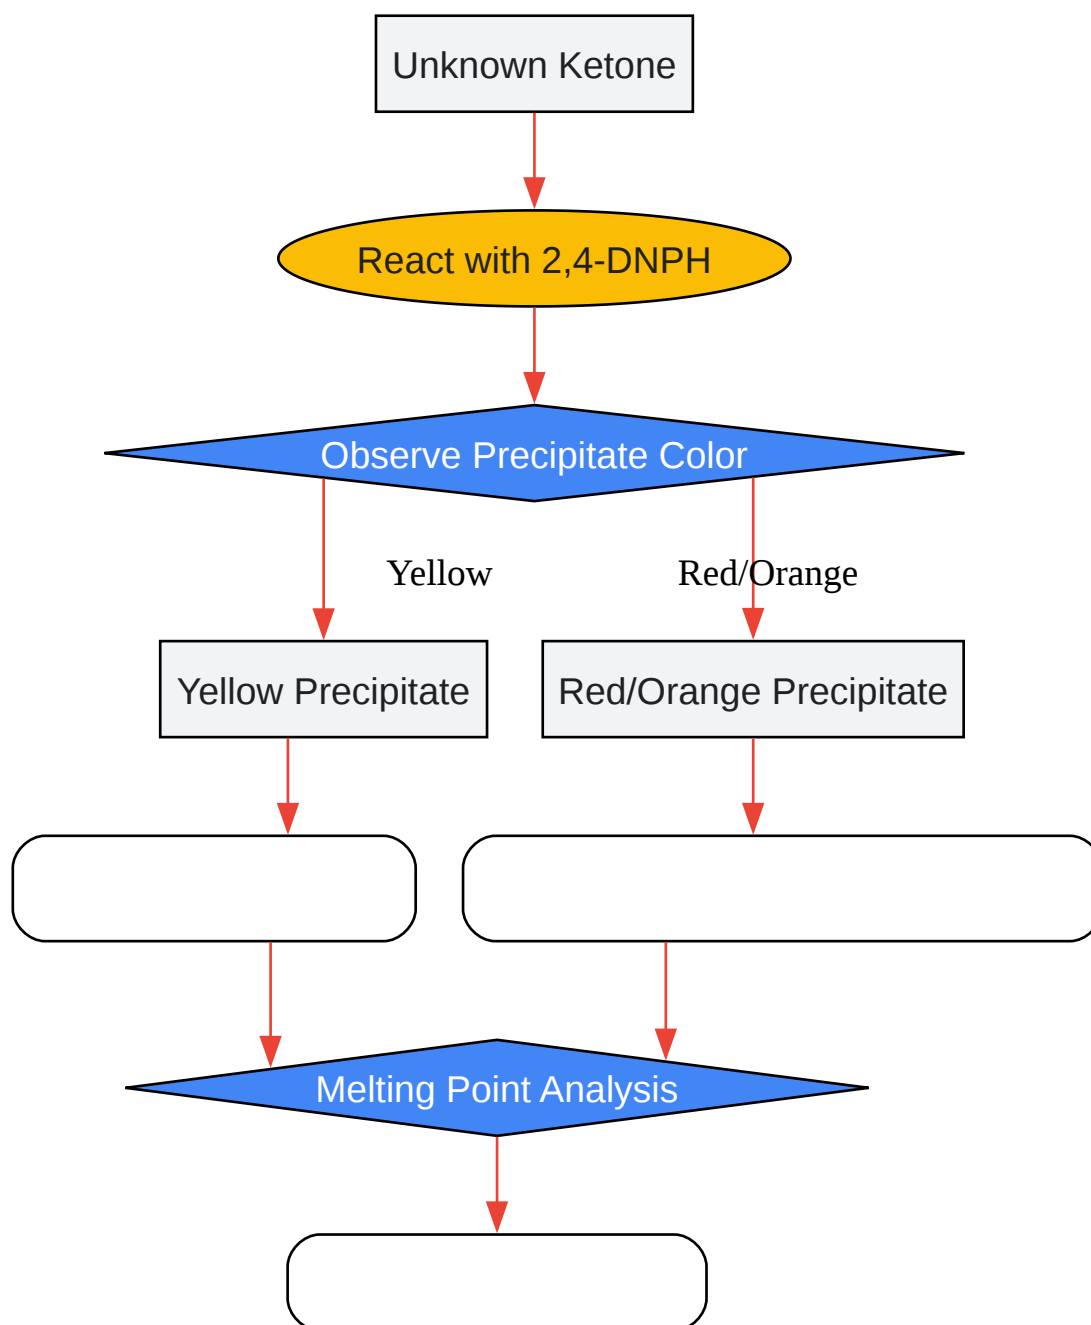 Unknown Ketone
React with 2,4-DNPH
Observe Precipitate Color
Yellow
Red/Orange
Yellow Precipitate
Red/Orange Precipitate
Melting Point Analysis